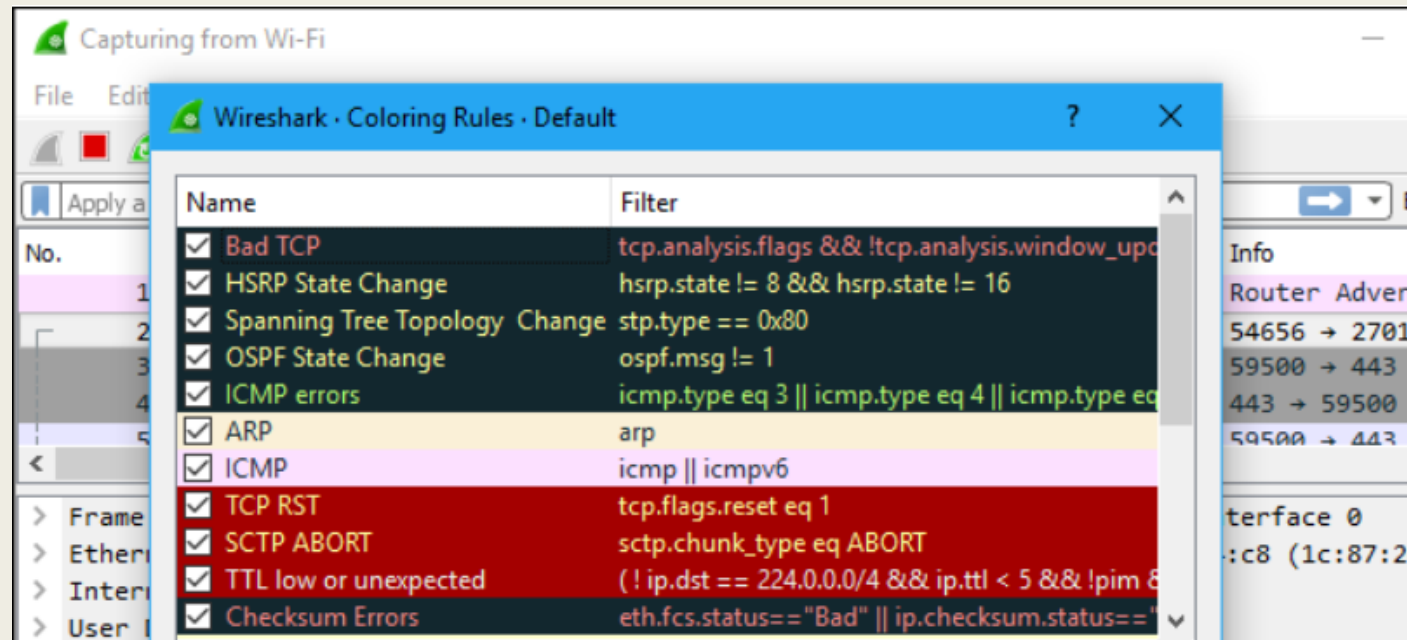 Capturing from Wi-Fi
File Edit
Wireshark · Coloring Rules · Default ? ×
Apply a
Name Filter
No. Info
Bad TCP tcp.analysis.flags && !tcp.analysis.window_upd
HSRP State Change hsrp.state != 8 && hsrp.state != 16
1 Router Adver
Spanning Tree Topology  Change stp.type == 0x80
2 54656 → 2701
OSPF State Change ospf.msg != 1
3 59500 → 443
ICMP errors icmp.type eq 3 || icmp.type eq 4 || icmp.type eq
4 443 → 59500
ARP arp
5 59500 → 443
ICMP icmp || icmpv6
TCP RST tcp.flags.reset eq 1
Frame terface 0
SCTP ABORT sctp.chunk_type eq ABORT
Ethern :c8 (1c:87:2
TTL low or unexpected ( ! ip.dst == 224.0.0.0/4 && ip.ttl < 5 && !pim &
Intern
Checksum Errors eth.fcs.status=="Bad" || ip.checksum.status=="
User D